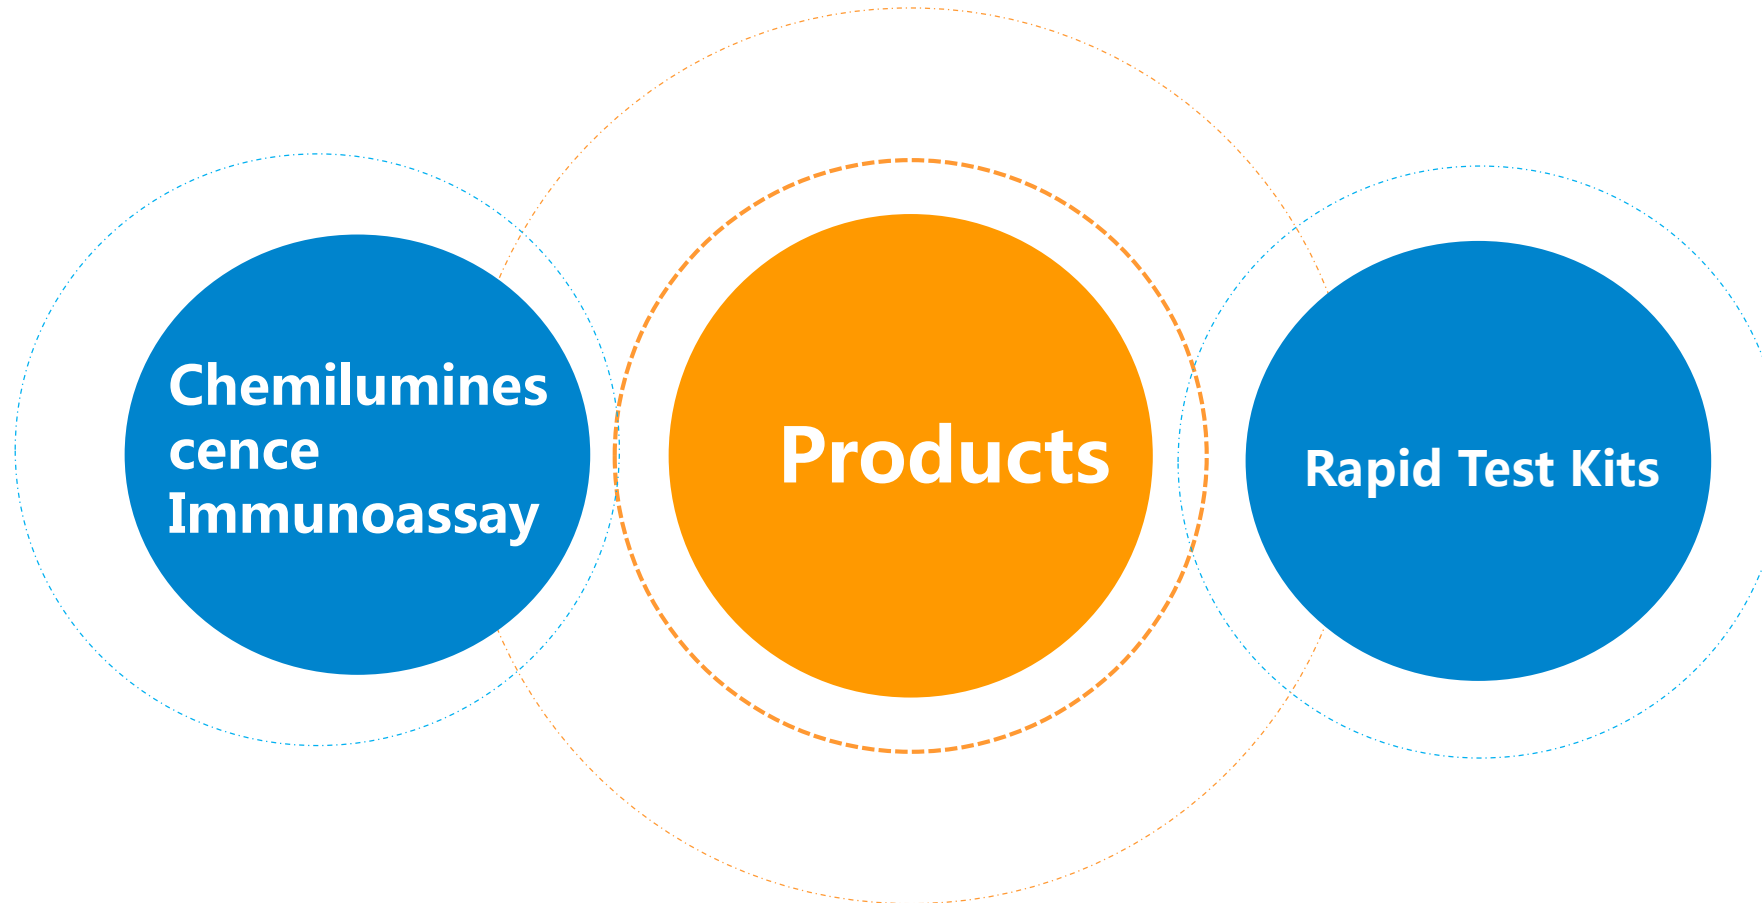 Chemilumines
cence
Immunoassay
Products
Rapid Test Kits